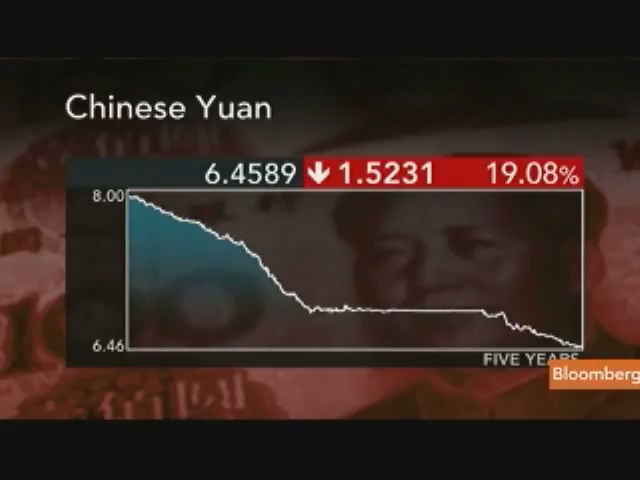 Chinese Yuan
6.4589 ↓ 1.5231 19.08%
8.00
6.46
FIVE YEARS
Bloomberg